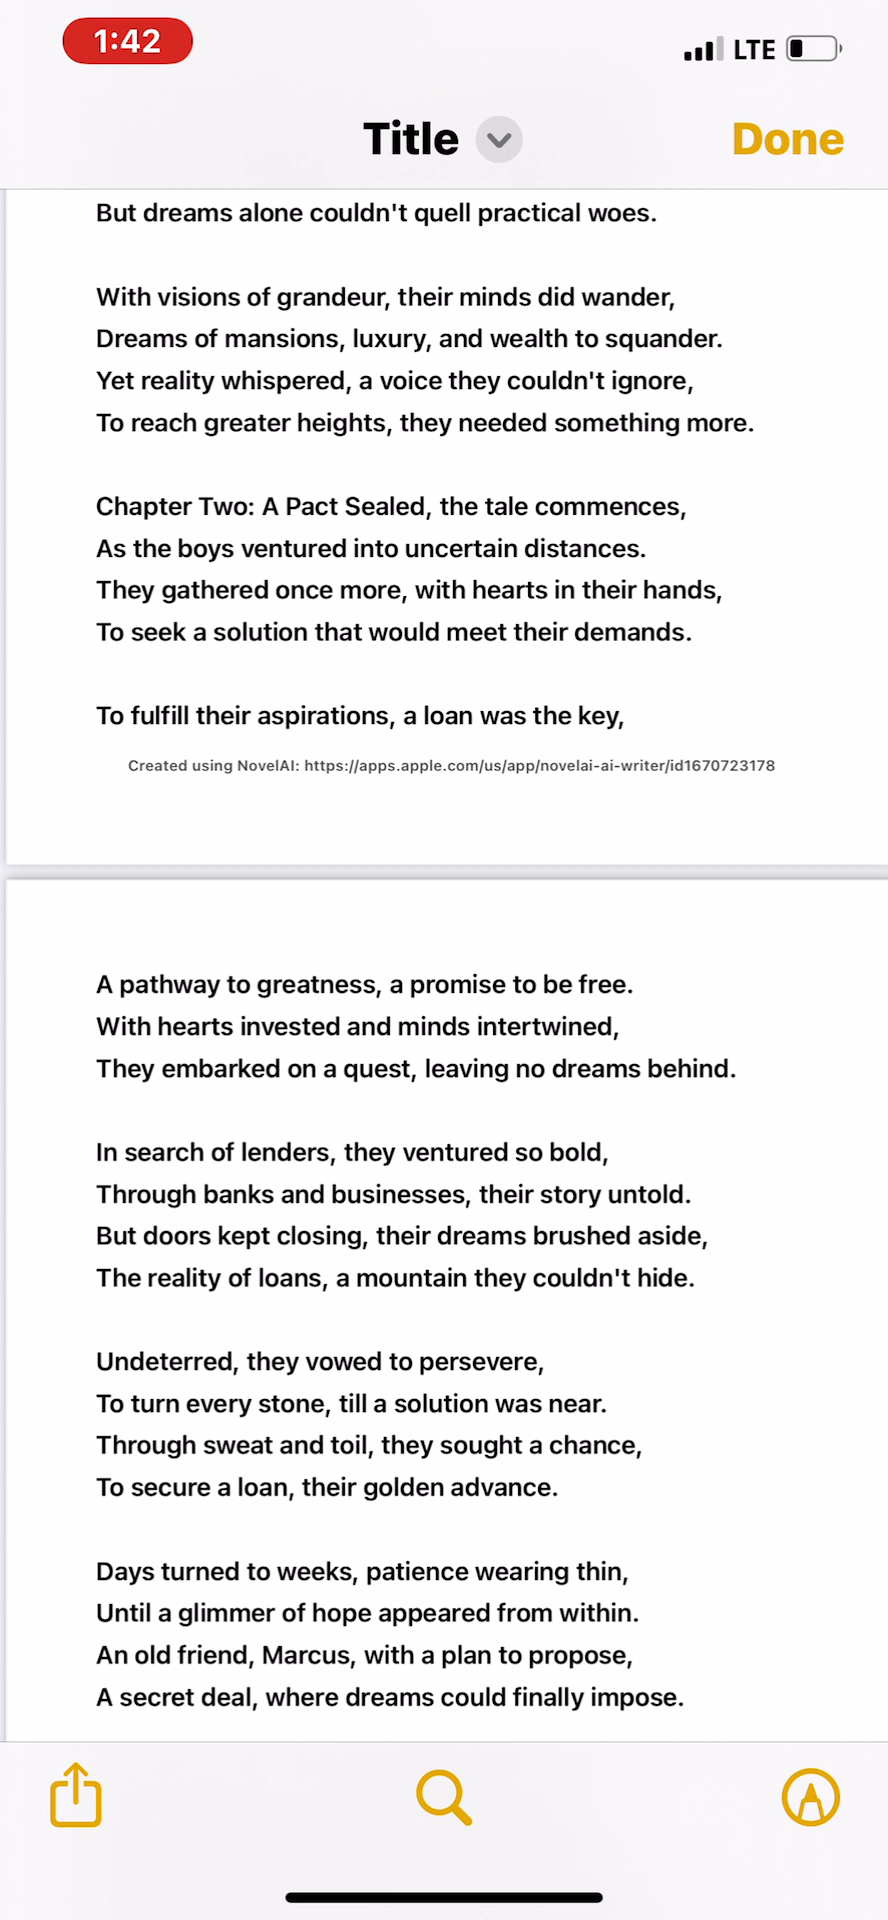 1:42
LTE
Title
Done
But dreams alone couldn't quell practical woes.
With visions of grandeur, their minds did wander,
Dreams of mansions, luxury, and wealth to squander.
Yet reality whispered, a voice they couldn't ignore,
To reach greater heights, they needed something more.
Chapter Two: A Pact Sealed, the tale commences,
As the boys ventured into uncertain distances.
They gathered once more, with hearts in their hands,
To seek a solution that would meet their demands.
To fulfill their aspirations, a loan was the key,
Created using NovelAI: https://apps.apple.com/us/app/novelai-ai-writer/id1670723178
A pathway to greatness, a promise to be free.
With hearts invested and minds intertwined,
They embarked on a quest, leaving no dreams behind.
In search of lenders, they ventured so bold,
Through banks and businesses, their story untold.
But doors kept closing, their dreams brushed aside,
The reality of loans, a mountain they couldn't hide.
Undeterred, they vowed to persevere,
To turn every stone, till a solution was near.
Through sweat and toil, they sought a chance,
To secure a loan, their golden advance.
Days turned to weeks, patience wearing thin,
Until a glimmer of hope appeared from within.
An old friend, Marcus, with a plan to propose,
A secret deal, where dreams could finally impose.